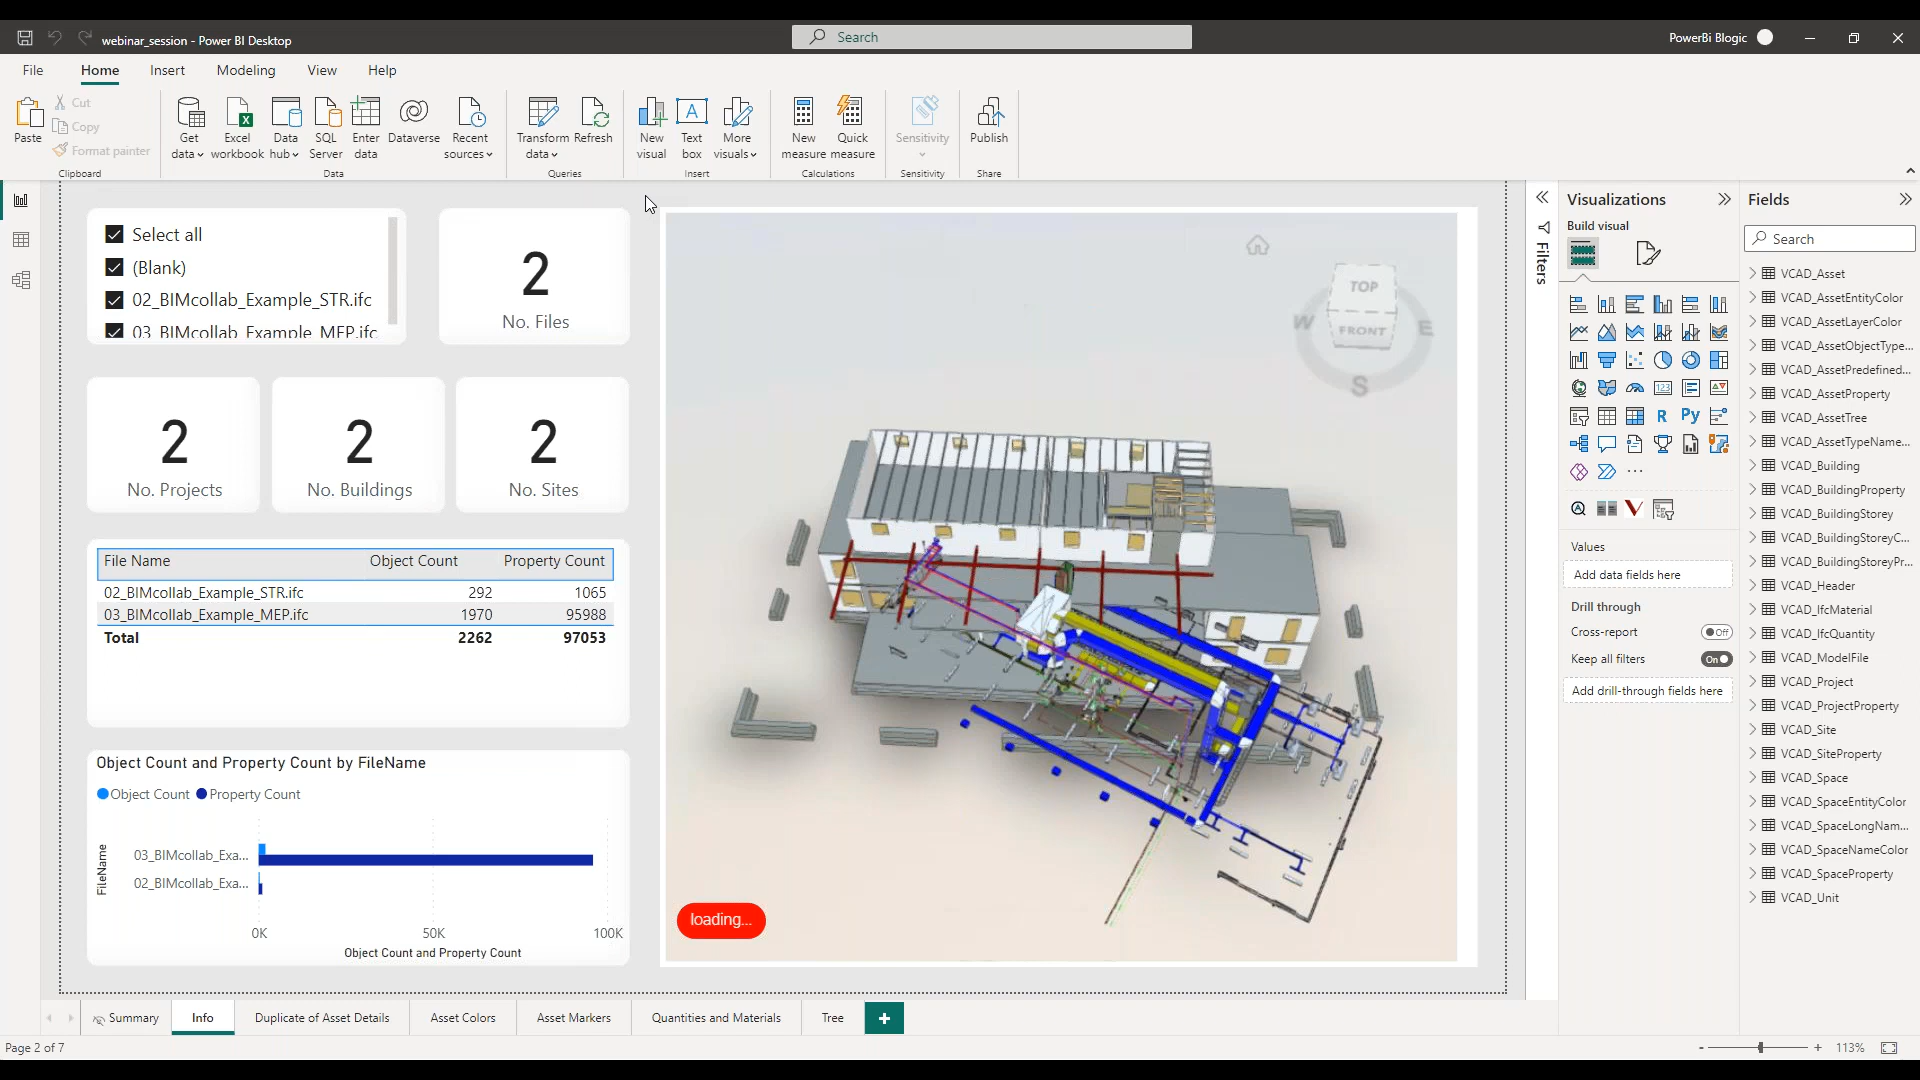 webinar_session - Power BI Desktop
Search
PowerBi Blogic
File Home Insert Modeling View Help
Paste
Cut
Copy
Format painter
Clipboard
Get data
Excel workbook
Data hub
SQL Server
Enter data
Dataverse
Recent sources
Data
Transform data
Refresh
Queries
New visual
Text box
More visuals
Insert
New measure
Quick measure
Calculations
Sensitivity
Sensitivity
Publish
Share
Select all
(Blank)
02_BIMcollab_Example_STR.ifc
03_BIMcollab_Example_MEP.ifc
2
No. Files
2
No. Projects
2
No. Buildings
2
No. Sites
File Name Object Count Property Count
02_BIMcollab_Example_STR.ifc 292 1065
03_BIMcollab_Example_MEP.ifc 1970 95988
Total 2262 97053
Object Count and Property Count by FileName
Object Count Property Count
FileName
03_BIMcollab_Exa...
02_BIMcollab_Exa...
0K 50K 100K
Object Count and Property Count
TOP
FRONT
W
E
S
loading...
Filters
Visualizations
Build visual
Values
Add data fields here
Drill through
Cross-report Off
Keep all filters On
Add drill-through fields here
Fields
Search
VCAD_Asset
VCAD_AssetEntityColor
VCAD_AssetLayerColor
VCAD_AssetObjectType...
VCAD_AssetPredefined...
VCAD_AssetProperty
VCAD_AssetTree
VCAD_AssetTypeName...
VCAD_Building
VCAD_BuildingProperty
VCAD_BuildingStorey
VCAD_BuildingStoreyC...
VCAD_BuildingStoreyPr...
VCAD_Header
VCAD_IfcMaterial
VCAD_IfcQuantity
VCAD_ModelFile
VCAD_Project
VCAD_ProjectProperty
VCAD_Site
VCAD_SiteProperty
VCAD_Space
VCAD_SpaceEntityColor
VCAD_SpaceLongNam...
VCAD_SpaceNameColor
VCAD_SpaceProperty
VCAD_Unit
Summary Info Duplicate of Asset Details Asset Colors Asset Markers Quantities and Materials Tree +
Page 2 of 7
- + 113%